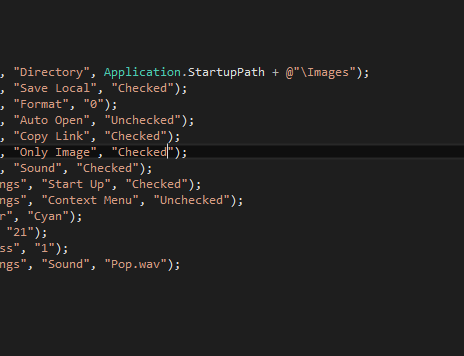 , "Directory", Application.StartupPath + @"\Images");
, "Save Local", "Checked");
, "Format", "0");
, "Auto Open", "Unchecked");
, "Copy Link", "Checked");
, "Only Image", "Checked");
, "Sound", "Checked");
ngs", "Start Up", "Checked");
ngs", "Context Menu", "Unchecked");
r", "Cyan");
"21");
ss", "1");
ngs", "Sound", "Pop.wav");